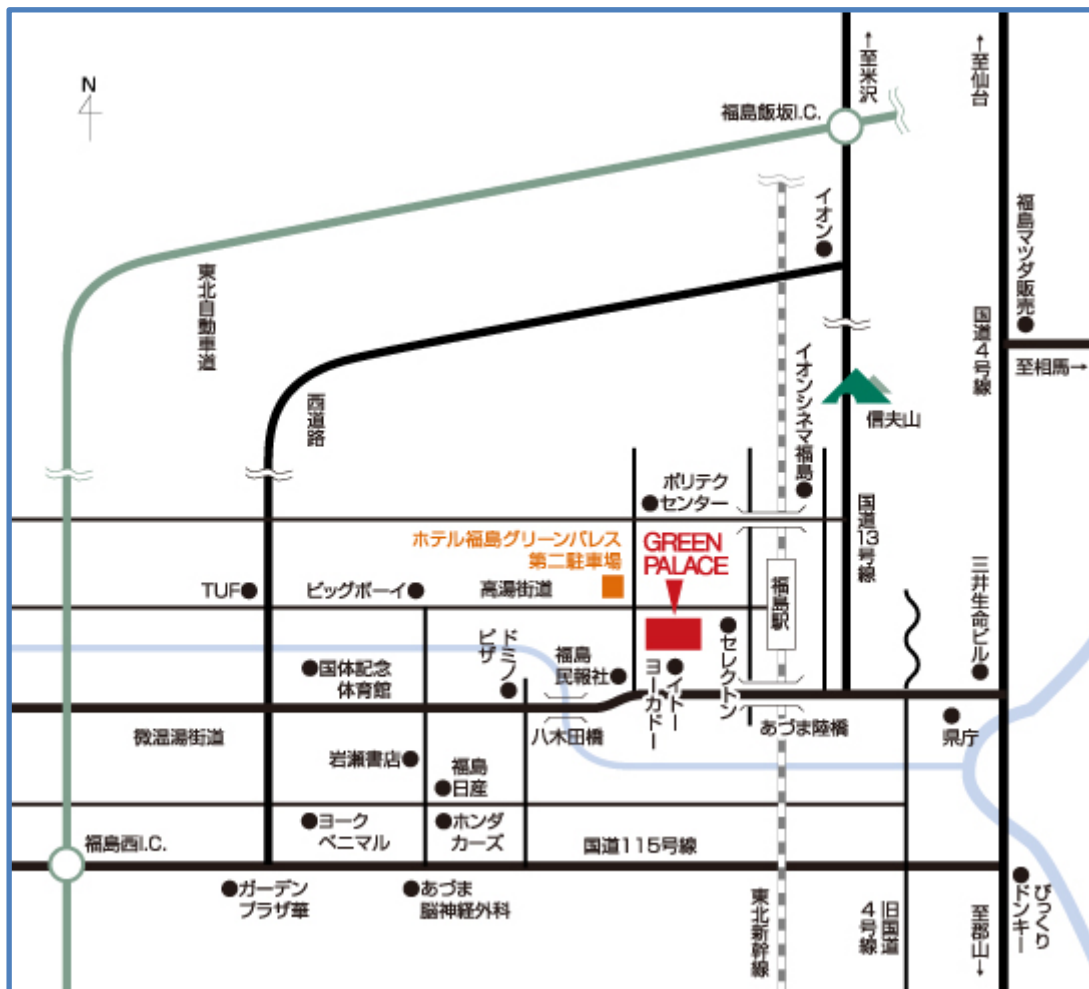 N
↑至米沢
↑至仙台
福島飯坂I.C.
イオン
福島マツダ販売
東北自動車道
国道4号線
至相馬→
西道路
イオンシネマ福島
信夫山
ポリテク
センター
国道13号線
ホテル福島グリーンパレス
第二駐車場
GREEN
PALACE
TUF
ビッグボーイ
高湯街道
福島駅
三井生命ビル
国体記念
体育館
ドミノ
ピザ
福島
民報社
イトー
ヨーカドー
セレクトン
微温湯街道
八木田橋
あづま陸橋
県庁
岩瀬書店
福島
日産
福島西I.C.
ヨーク
ベニマル
ホンダ
カーズ
国道115号線
ガーデン
プラザ華
あづま
脳神経外科
東北新幹線
旧国道
4号線
至郡山→
びっくり
ドンキー